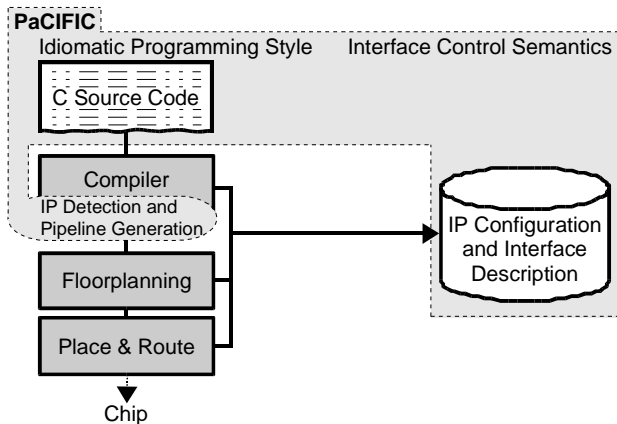 PaCIFIC
Idiomatic Programming Style
Interface Control Semantics
C Source Code
Compiler
IP Detection and
Pipeline Generation
IP Configuration
and Interface
Description
Floorplanning
Place & Route
Chip